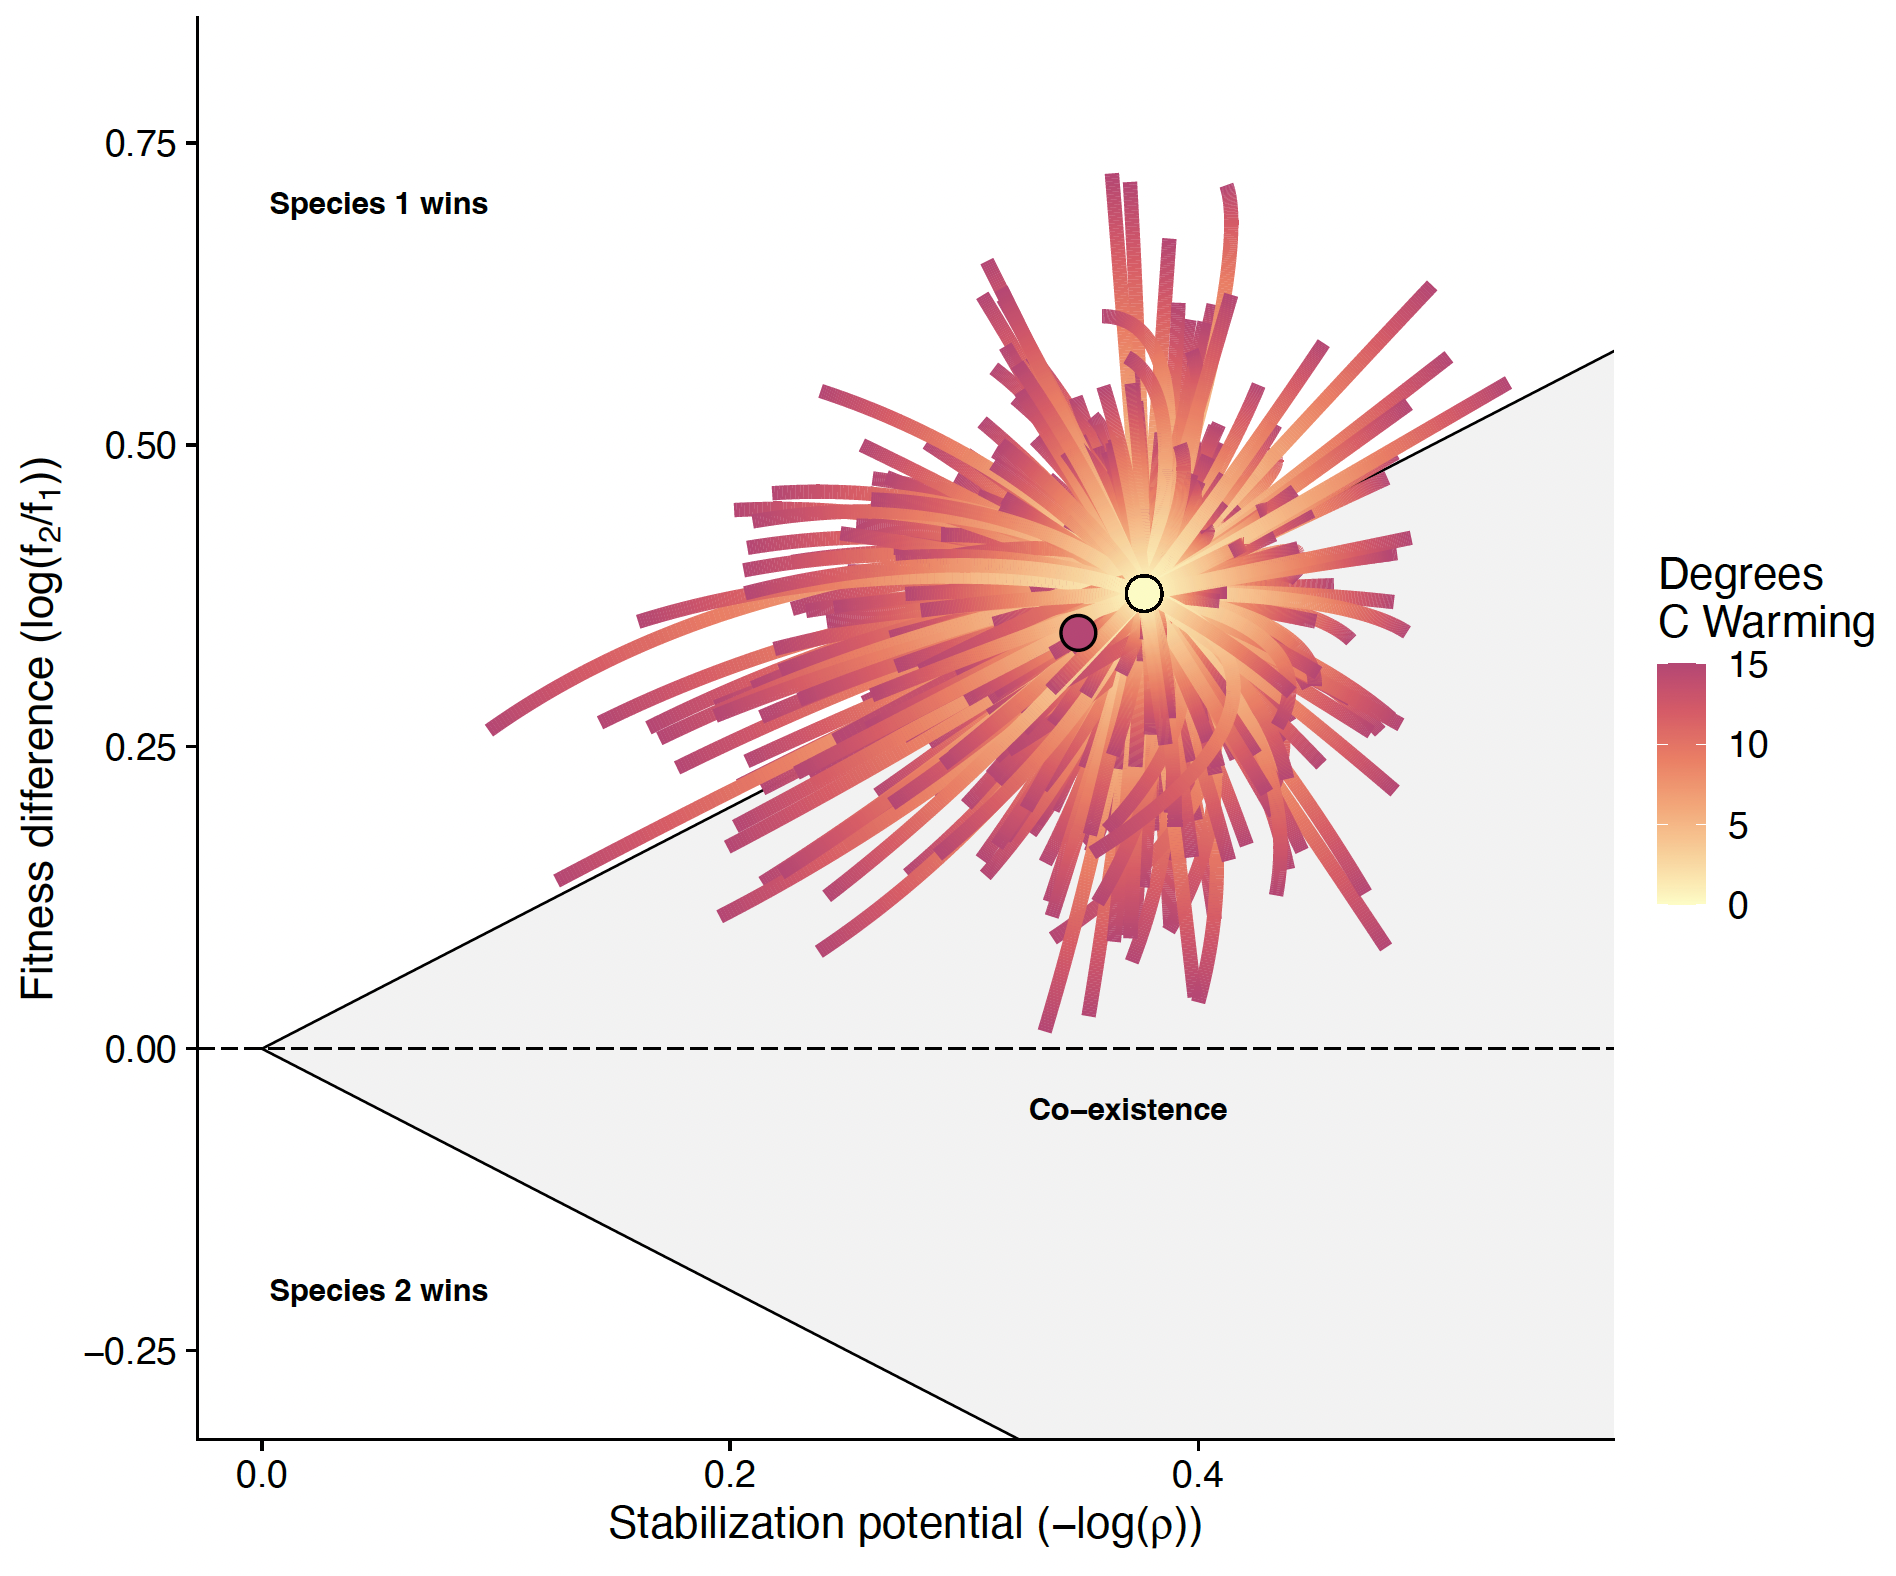 0.75
0.50
0.25
0.00
−0.25
Fitness difference (log(f2/f1))
Species 1 wins
Co−existence
Species 2 wins
0.0
0.2
0.4
Stabilization potential (−log(ρ))
Degrees
C Warming
15
10
5
0